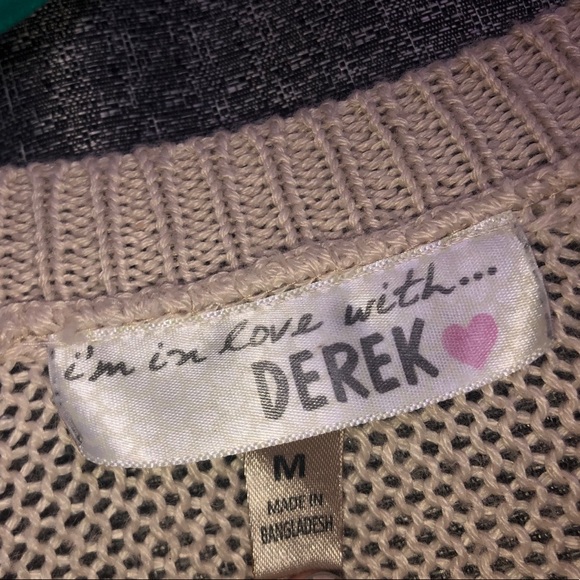 i'm in love with...
DEREK
M
MADE IN
BANGLADESH